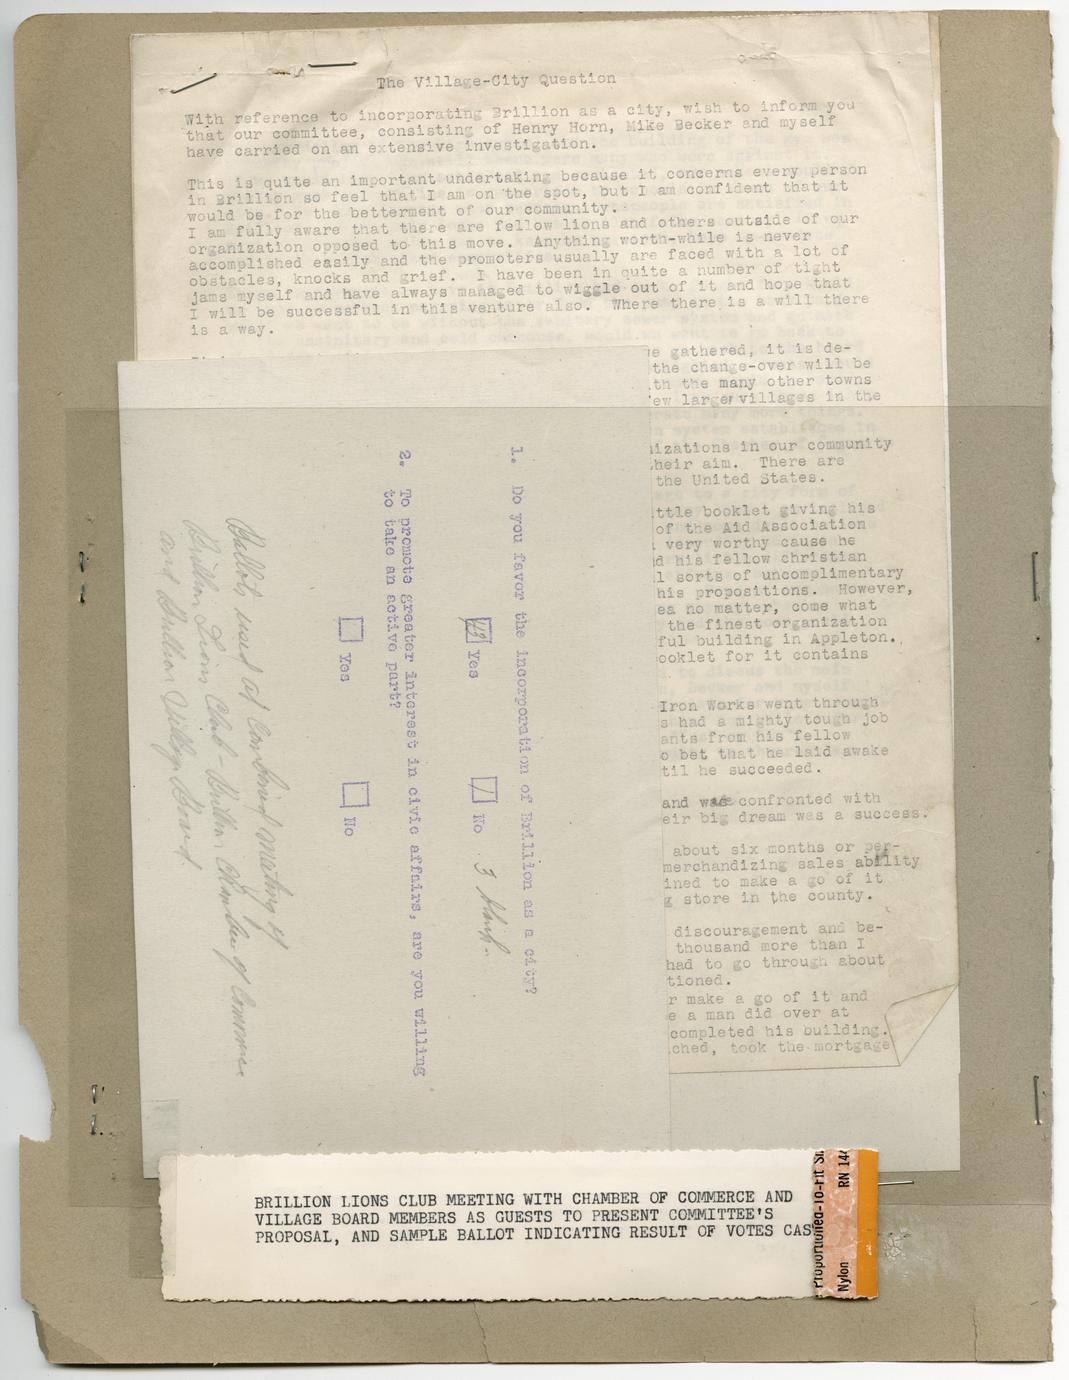 The Village-City Question
With reference to incorporating Brillion as a city, wish to inform you
that our committee, consisting of Henry Horn, Mike Becker and myself
have carried on an extensive investigation.
This is quite an important undertaking because it concerns every person
in Brillion so feel that I am on the spot, but I am confident that it
would be for the betterment of our community.
I am fully aware that there are fellow lions and others outside of our
organization opposed to this move. Anything worth-while is never
accomplished easily and the promoters usually are faced with a lot of
obstacles, knocks and grief. I have been in quite a number of tight
jams myself and have always managed to wiggle out of it and hope that
I will be successful in this venture also. Where there is a will there
is a way.
gathered, it is de-
the change-over will be
the many other towns
ew larger villages in the
izations in our community
heir aim. There are
the United States.
ttle booklet giving his
of the Aid Association
very worthy cause he
d his fellow christian
l sorts of uncomplimentary
his propositions. However,
ea no matter, come what
the finest organization
ful building in Appleton.
ooklet for it contains
Iron Works went through
s had a mighty tough job
ants from his fellow
o bet that he laid awake
til he succeeded.
and was confronted with
eir big dream was a success.
about six months or per-
merchandizing sales ability
ined to make a go of it
g store in the county.
discouragement and be-
thousand more than I
had to go through about
tioned.
r make a go of it and
e a man did over at
completed his building.
ched, took the mortgage
1. Do you favor the incorporation of Brillion as a city?
Yes
No 3 blank
2. To promote greater interest in civic affairs, are you willing
to take an active part?
Yes
No
Ballots used at Combined meeting of
Brillion Lions Club - Brillion Chamber of Commerce
and Brillion Village Board.
BRILLION LIONS CLUB MEETING WITH CHAMBER OF COMMERCE AND
VILLAGE BOARD MEMBERS AS GUESTS TO PRESENT COMMITTEE'S
PROPOSAL, AND SAMPLE BALLOT INDICATING RESULT OF VOTES CAS
Proportioned-To-Fit
Nylon RN 144